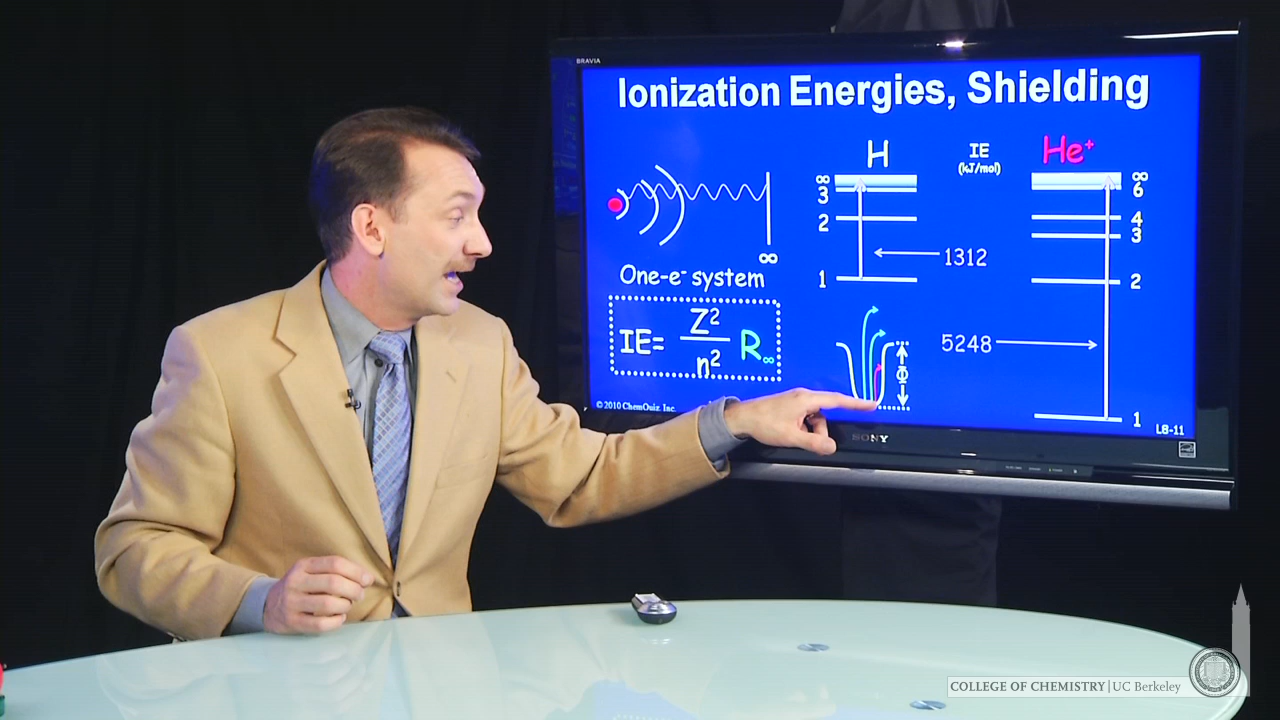 BRAVIA
Ionization Energies, Shielding
H
IE
(kJ/mol)
He⁺
∞
3
2
1
1312
∞
6
4
3
2
1
5248
∞
One-e⁻ system
IE= Z²/n² R∞
Φ
© 2010 ChemQuiz, Inc.
L8-11
SONY
COLLEGE OF CHEMISTRY | UC Berkeley